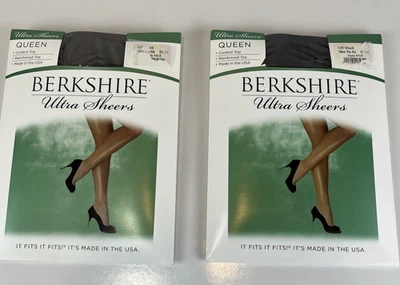 Ultra Sheers
QUEEN
• Control Top
• Reinforced Toe
• Made in the USA
BERKSHIRE
Ultra Sheers
IT FITS IT FITS!® IT'S MADE IN THE USA.
Ultra Sheers
QUEEN
• Control Top
• Reinforced Toe
• Made in the USA
BERKSHIRE
Ultra Sheers
IT FITS IT FITS!® IT'S MADE IN THE USA.